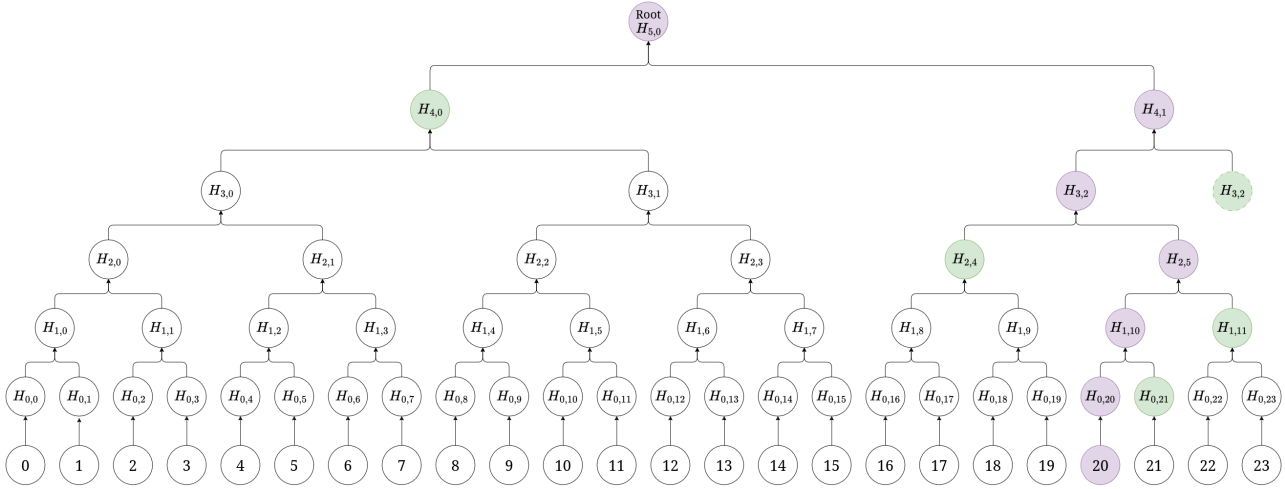 Root
H5,0
H4,0 H4,1
H3,0 H3,1 H3,2 H3,2
H2,0 H2,1 H2,2 H2,3 H2,4 H2,5
H1,0 H1,1 H1,2 H1,3 H1,4 H1,5 H1,6 H1,7 H1,8 H1,9 H1,10 H1,11
H0,0 H0,1 H0,2 H0,3 H0,4 H0,5 H0,6 H0,7 H0,8 H0,9 H0,10 H0,11 H0,12 H0,13 H0,14 H0,15 H0,16 H0,17 H0,18 H0,19 H0,20 H0,21 H0,22 H0,23
0 1 2 3 4 5 6 7 8 9 10 11 12 13 14 15 16 17 18 19 20 21 22 23